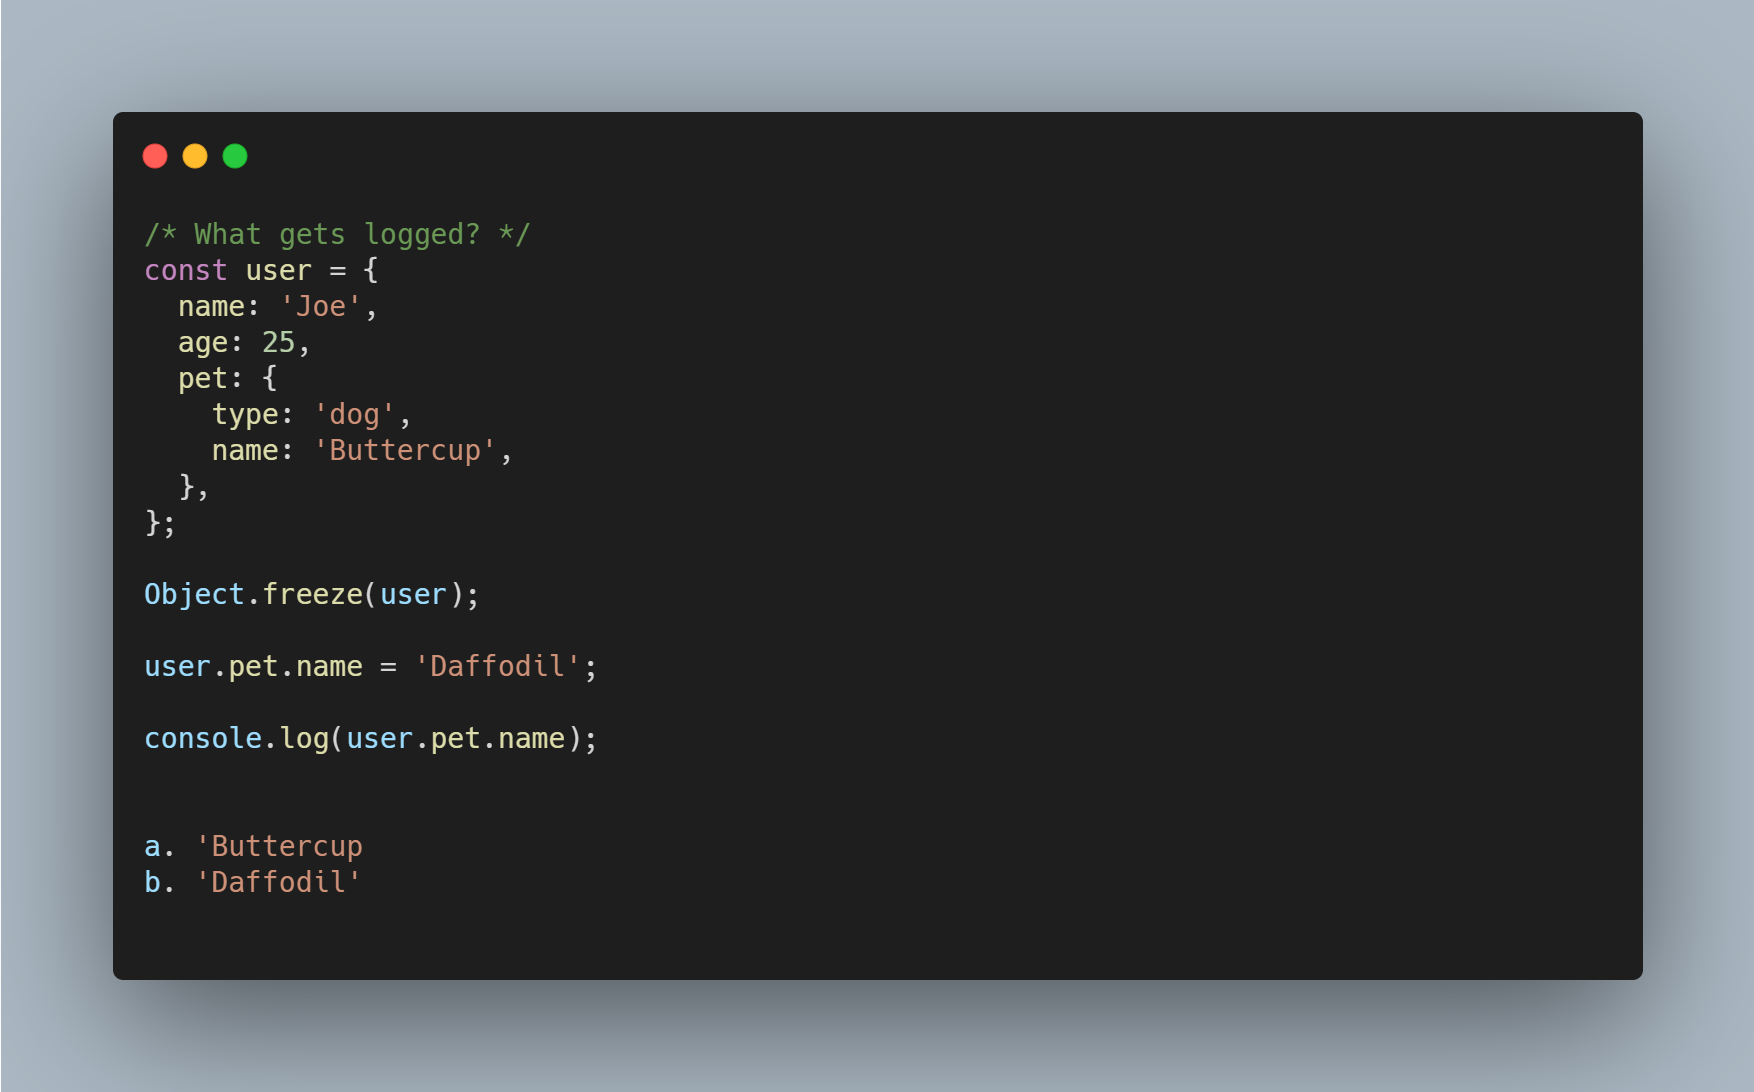 /* What gets logged? */
const user = {
  name: 'Joe',
  age: 25,
  pet: {
    type: 'dog',
    name: 'Buttercup',
  },
};

Object.freeze(user);

user.pet.name = 'Daffodil';

console.log(user.pet.name);

a. 'Buttercup
b. 'Daffodil'